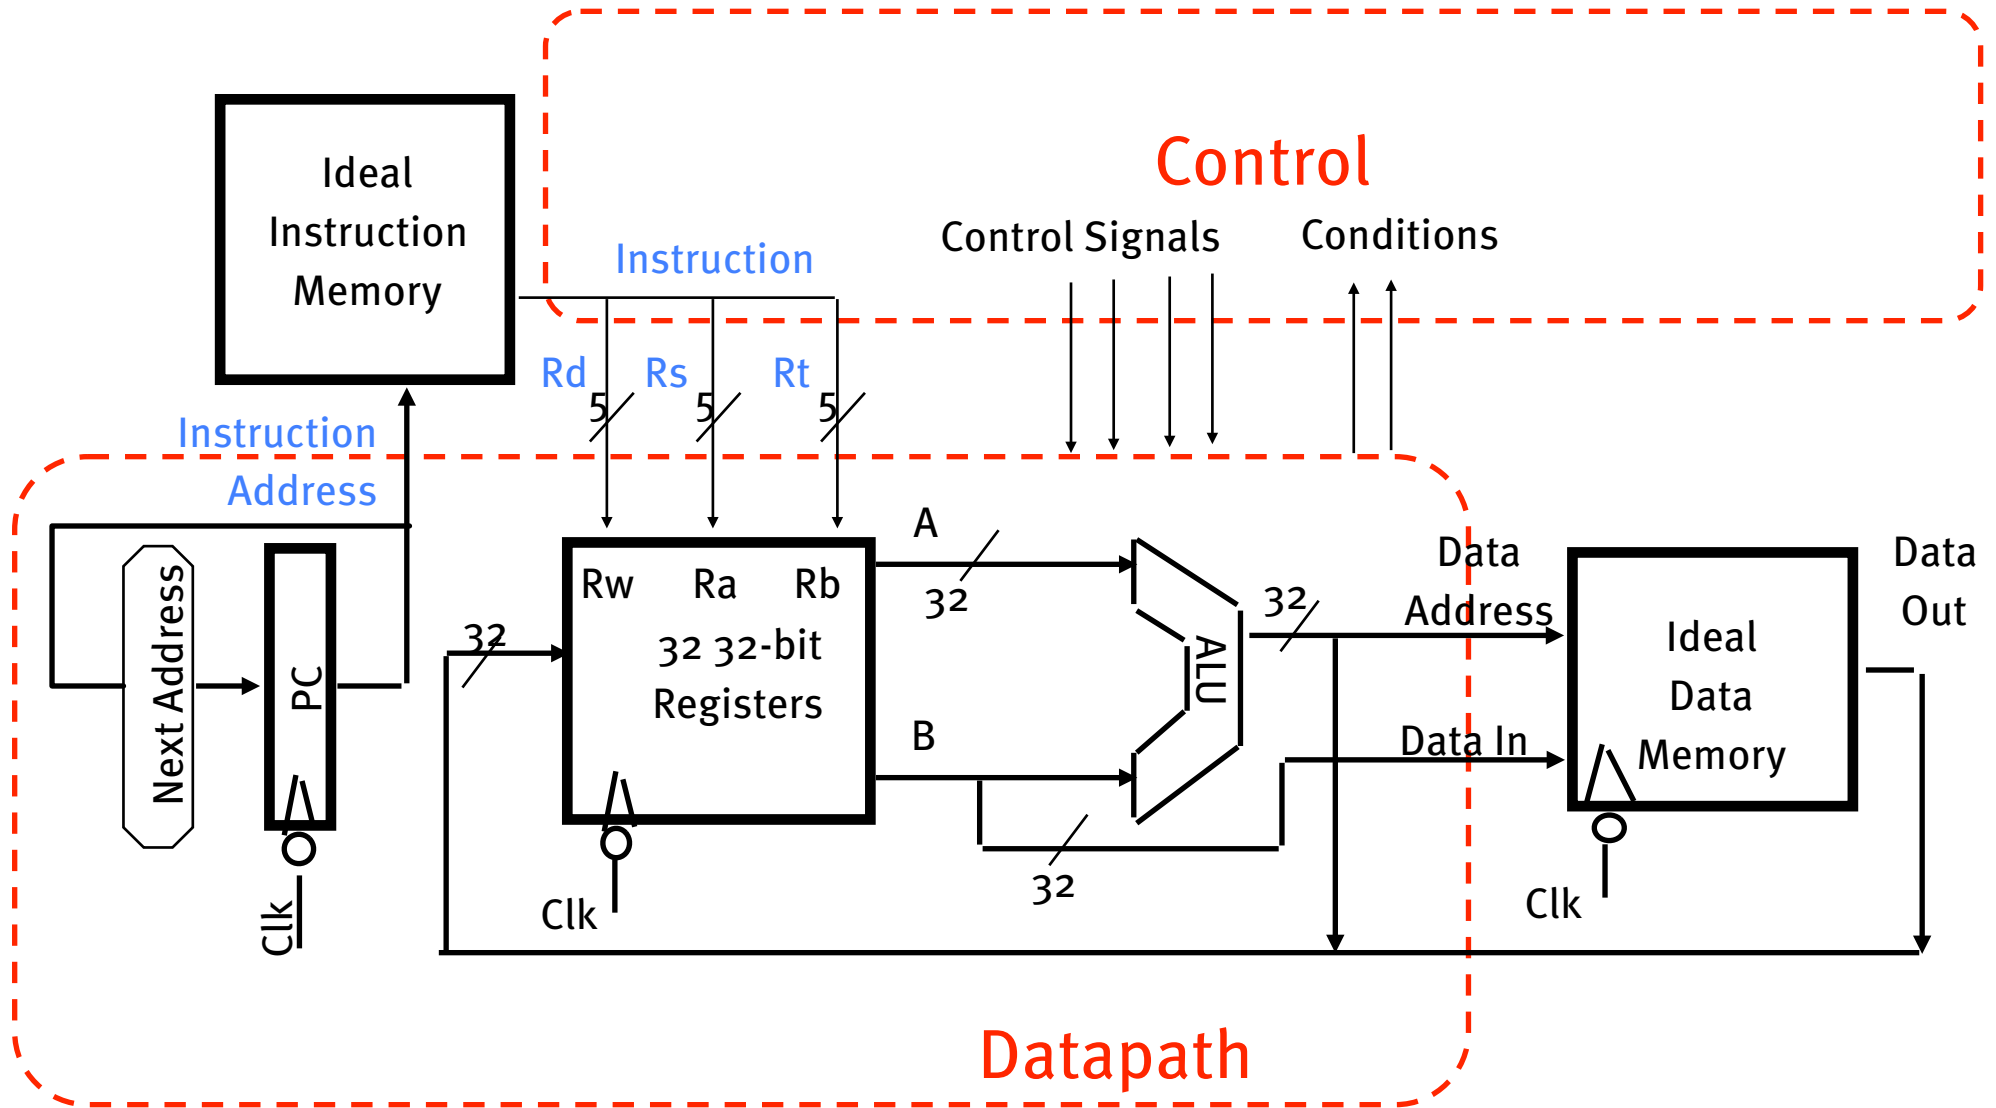 Control
Ideal
Instruction
Memory
Control Signals
Conditions
Instruction
Rd
Rs
Rt
5
5
5
Instruction
Address
A
32
B
32
32
32
Next Address
PC
Clk
Rw
Ra
Rb
32 32-bit
Registers
Clk
ALU
Data
Address
Data In
Ideal
Data
Memory
Clk
Data
Out
Datapath